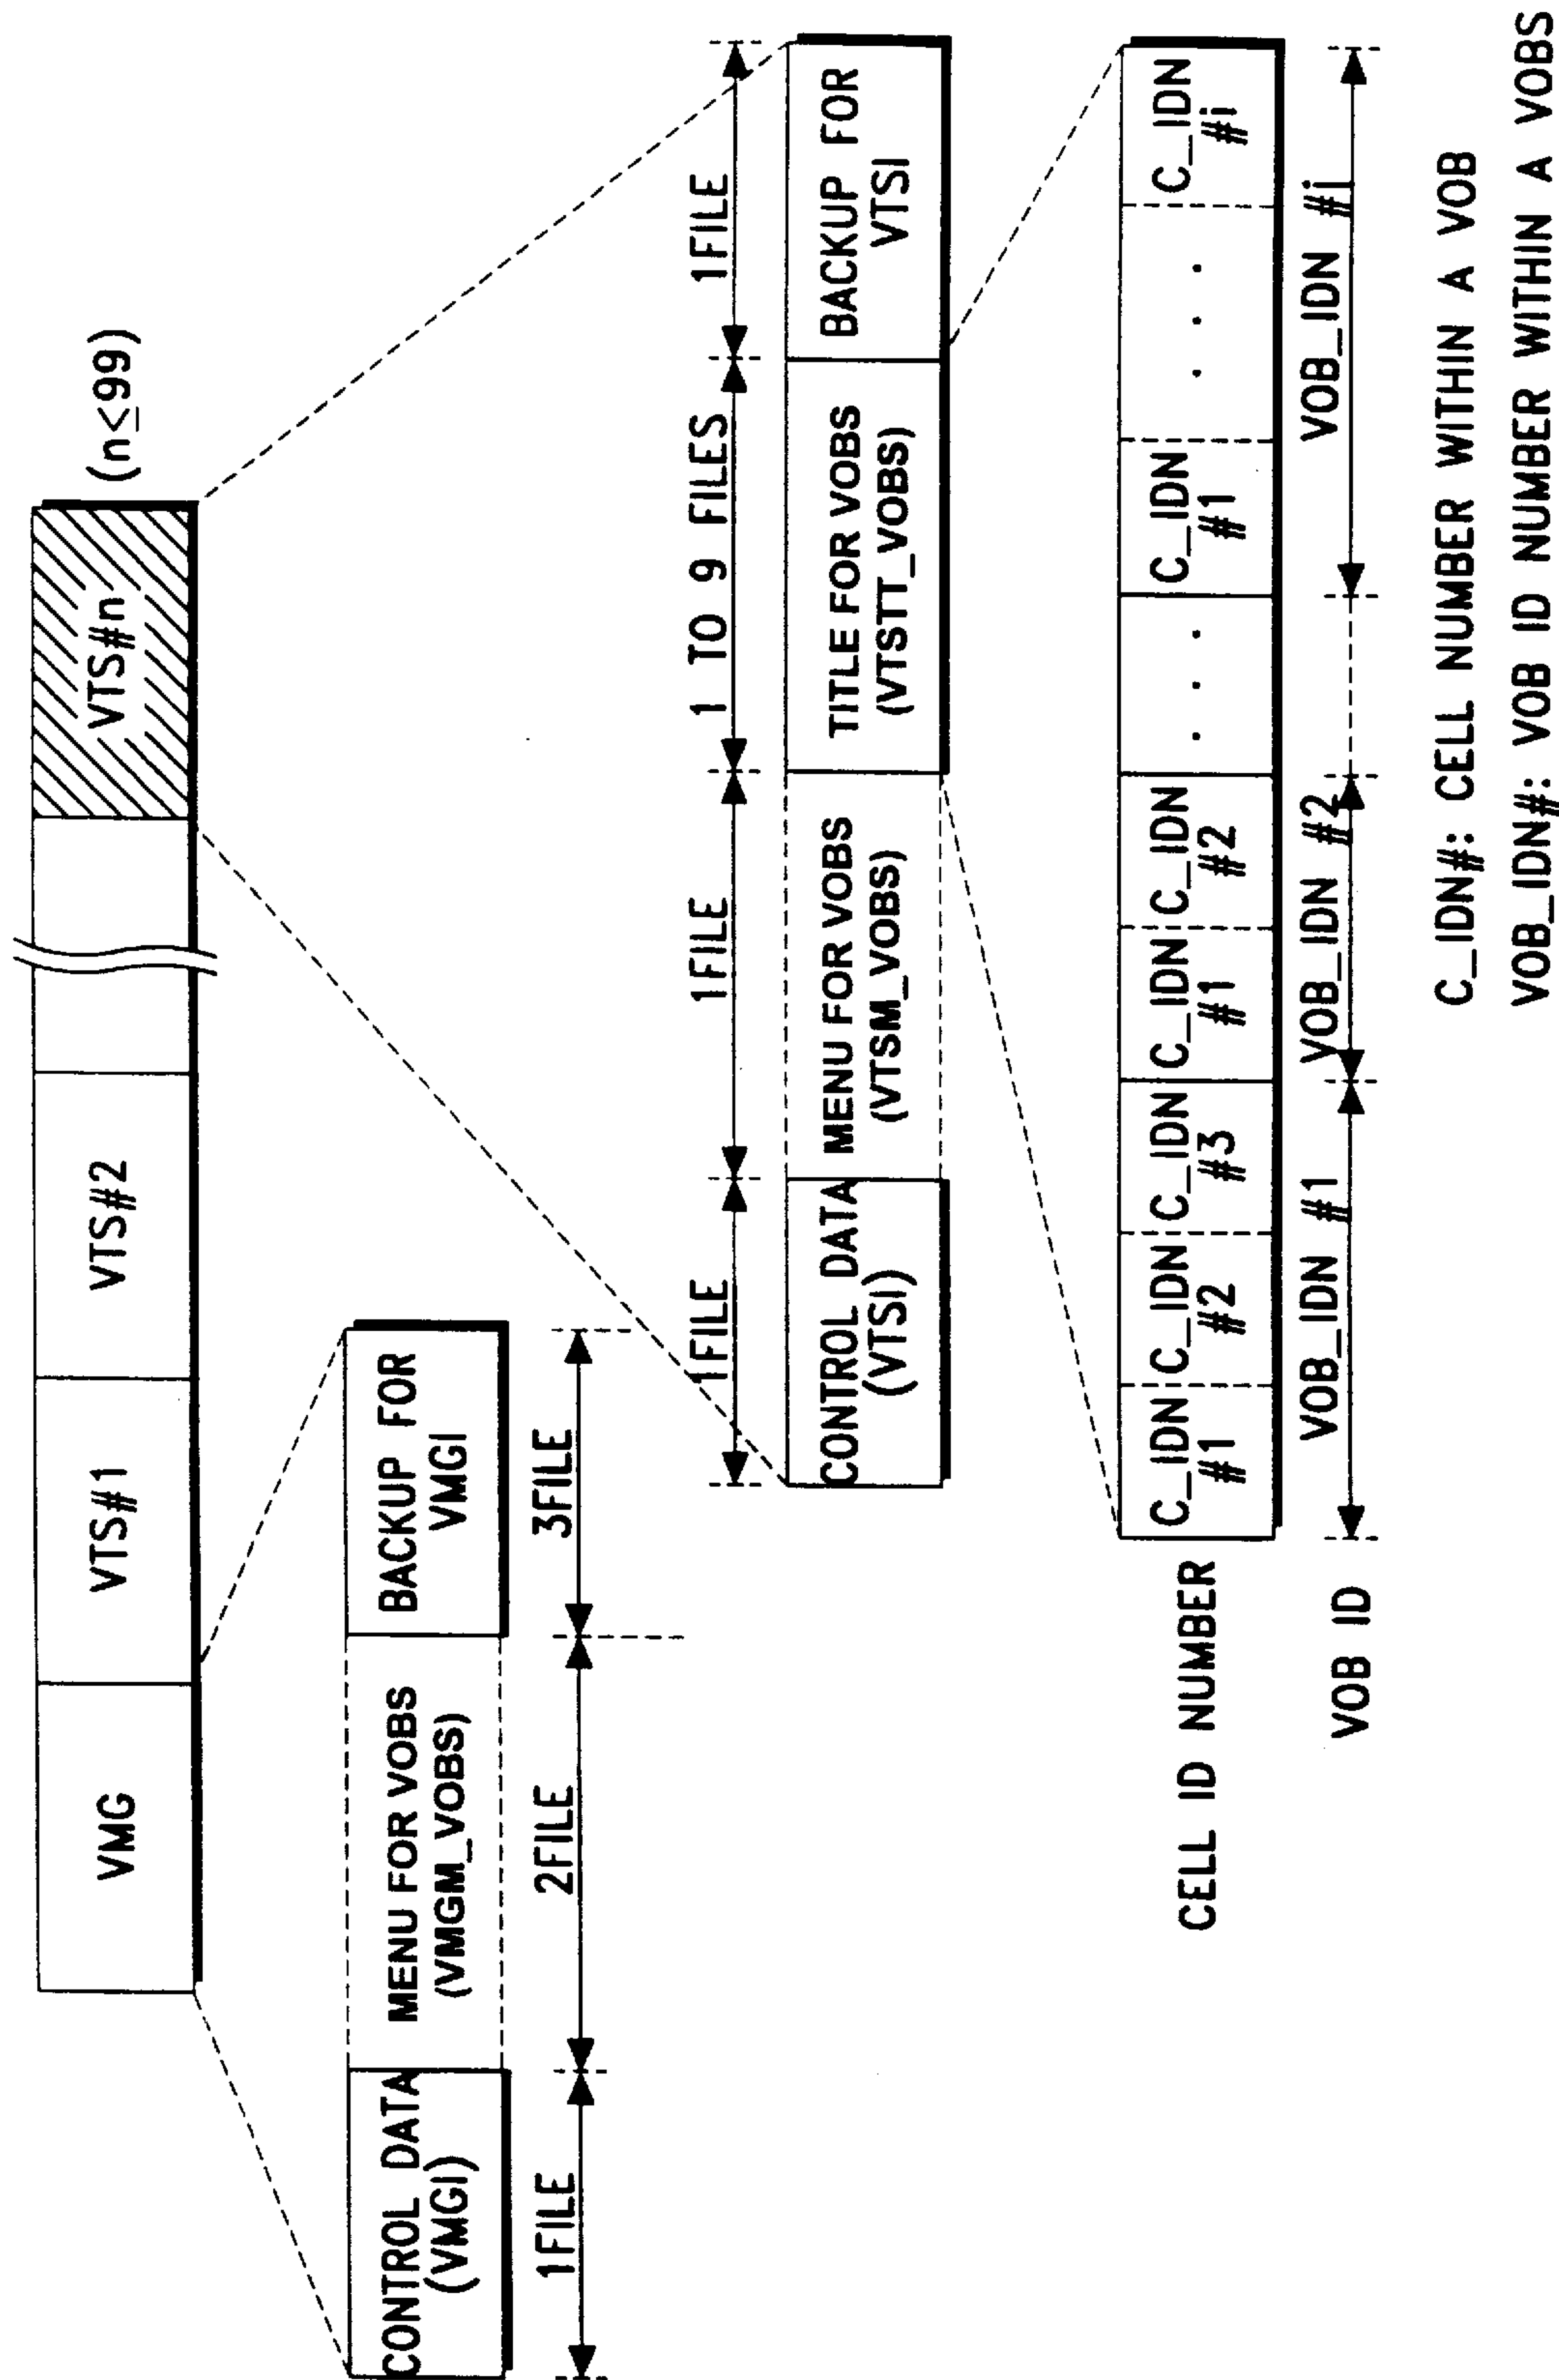 VMG
VTS#1
VTS#2
VTS#n
(n≤99)
CONTROL DATA
(VMGI)
MENU FOR VOBS
(VMGM_VOBS)
BACKUP FOR
VMGI
1FILE
2FILE
3FILE
1FILE
1FILE
1 TO 9 FILES
1FILE
CONTROL DATA
(VTSI)
MENU FOR VOBS
(VTSM_VOBS)
TITLE FOR VOBS
(VTSTT_VOBS)
BACKUP FOR
VTSI
CELL ID NUMBER
C_IDN
#1
C_IDN
#2
C_IDN
#3
C_IDN
#1
C_IDN
#2
. . .
C_IDN
#1
. . .
C_IDN
#i
VOB ID
VOB_IDN #1
VOB_IDN #2
VOB_IDN #j
C_IDN#: CELL NUMBER WITHIN A VOB
VOB_IDN#: VOB ID NUMBER WITHIN A VOBS